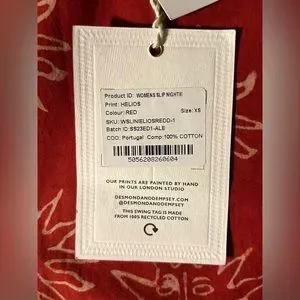 Product ID: WOMENS SLIP NIGHTIE
Print: HELIOS
Colour: RED Size: XS
SKU: WSLINIELIOSREDD-1
Batch ID: SS23ED1-ALE
COO: Portugal Comp: 100% COTTON
5056208260604
OUR PRINTS ARE PAINTED BY HAND
IN OUR LONDON STUDIO
DESMONDANDDEMPSEY.COM
@DESMONDANDDEMPSEY
THIS SWING TAG IS MADE
FROM 100% RECYCLED COTTON